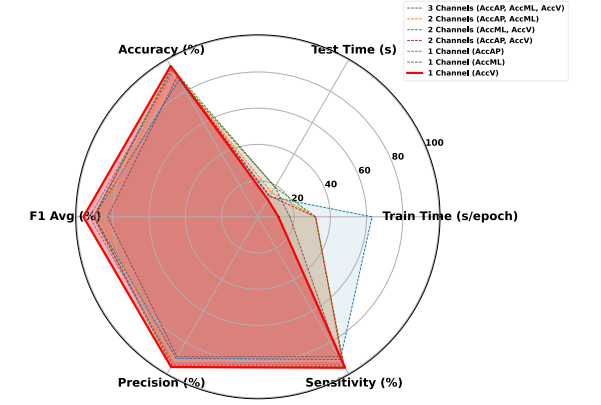 3 Channels (AccAP, AccML, AccV)
2 Channels (AccAP, AccML)
2 Channels (AccML, AccV)
2 Channels (AccAP, AccV)
1 Channel (AccAP)
1 Channel (AccML)
1 Channel (AccV)
Accuracy (%)
Test Time (s)
100
80
60
40
20
F1 Avg (%)
Train Time (s/epoch)
Precision (%)
Sensitivity (%)